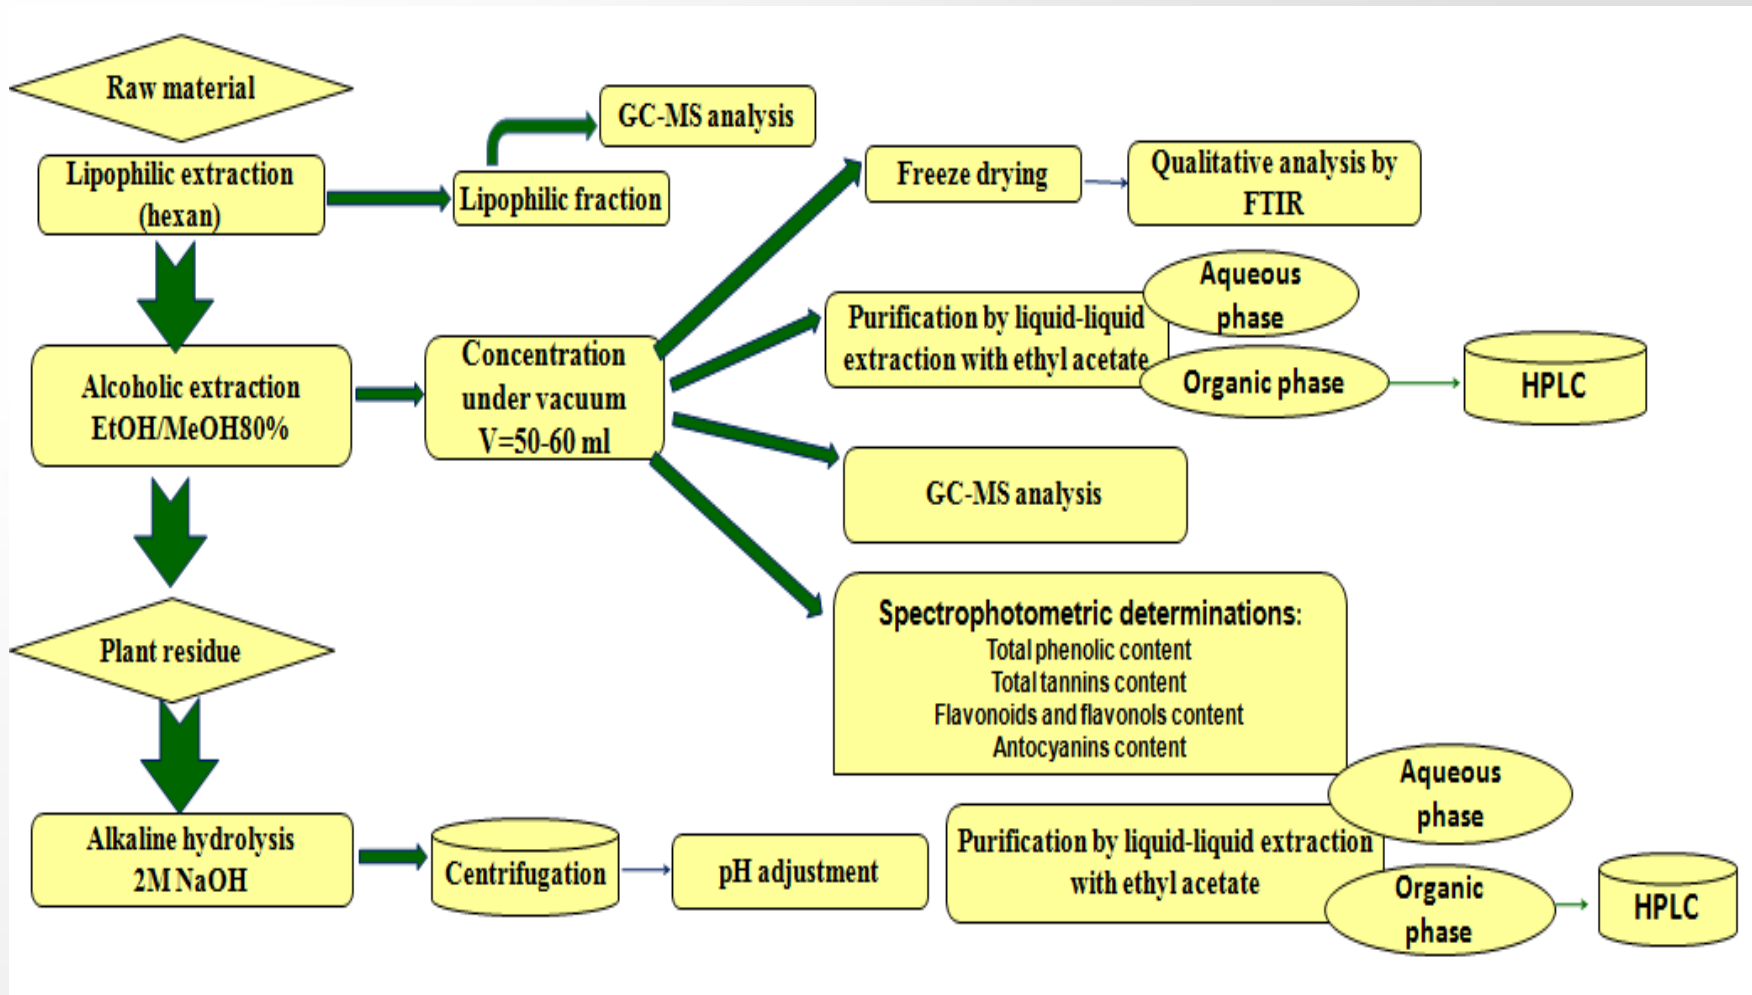 Raw material
Lipophilic extraction
(hexan)
Lipophilic fraction
GC-MS analysis
Alcoholic extraction
EtOH/MeOH80%
Concentration
under vacuum
V=50-60 ml
Freeze drying
Qualitative analysis by
FTIR
Purification by liquid-liquid
extraction with ethyl acetate
Aqueous
phase
Organic phase
HPLC
GC-MS analysis
Spectrophotometric determinations:
Total phenolic content
Total tannins content
Flavonoids and flavonols content
Antocyanins content
Plant residue
Alkaline hydrolysis
2M NaOH
Centrifugation
pH adjustment
Purification by liquid-liquid extraction
with ethyl acetate
Aqueous
phase
Organic
phase
HPLC